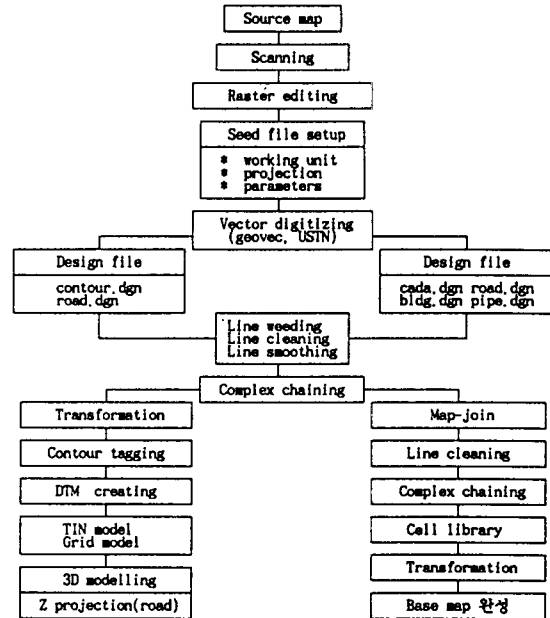 Source map
Scanning
Raster editing
Seed file setup
* working unit
* projection
* parameters
Vector digitizing
(geovec, USTN)
Design file
contour.dgn
road.dgn
Design file
cada.dgn road.dgn
bldg.dgn pipe.dgn
Line weeding
Line cleaning
Line smoothing
Complex chaining
Transformation
Contour tagging
DTM creating
TIN model
Grid model
3D modelling
Z projection(road)
Map-join
Line cleaning
Complex chaining
Cell library
Transformation
Base map 완성